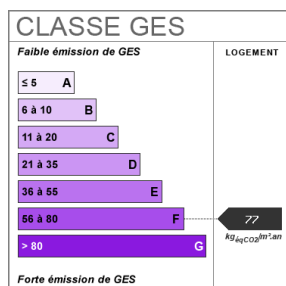 CLASSE GES
Faible émission de GES
LOGEMENT
≤ 5 A
6 à 10 B
11 à 20 C
21 à 35 D
36 à 55 E
56 à 80 F
77
kgéqCO2/m².an
> 80 G
Forte émission de GES